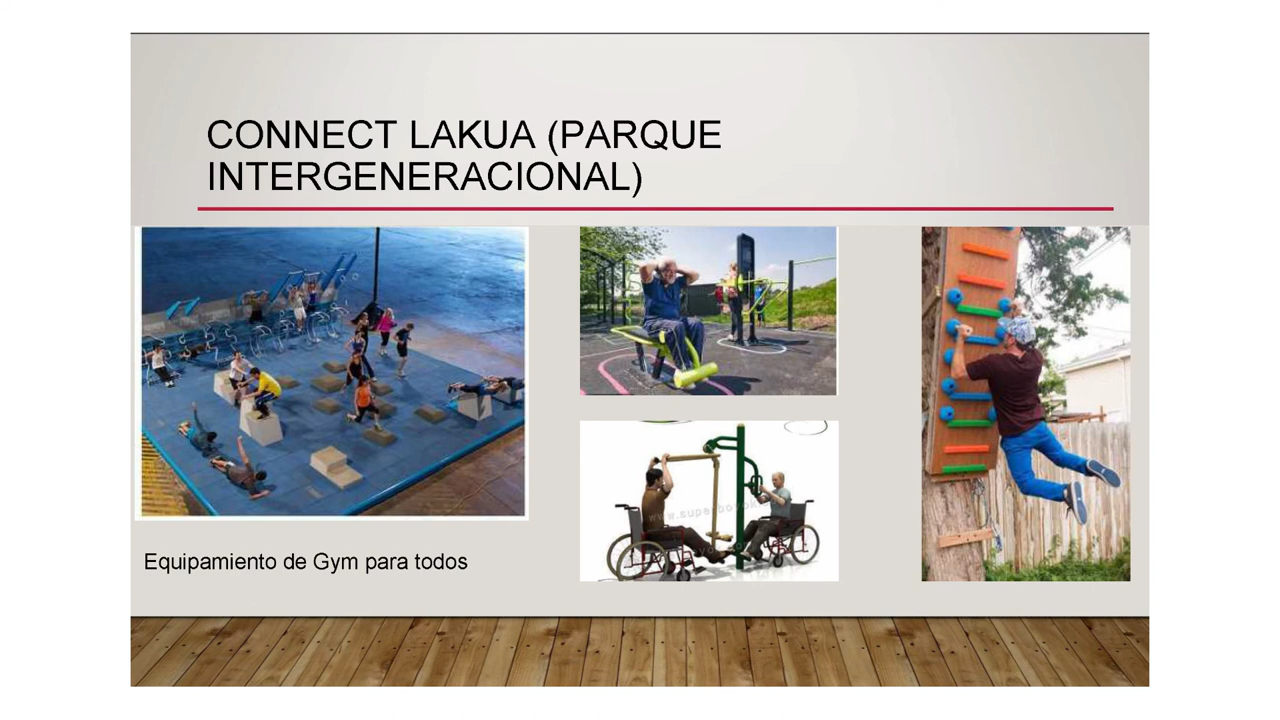 CONNECT LAKUA (PARQUE
INTERGENERACIONAL)
Equipamiento de Gym para todos